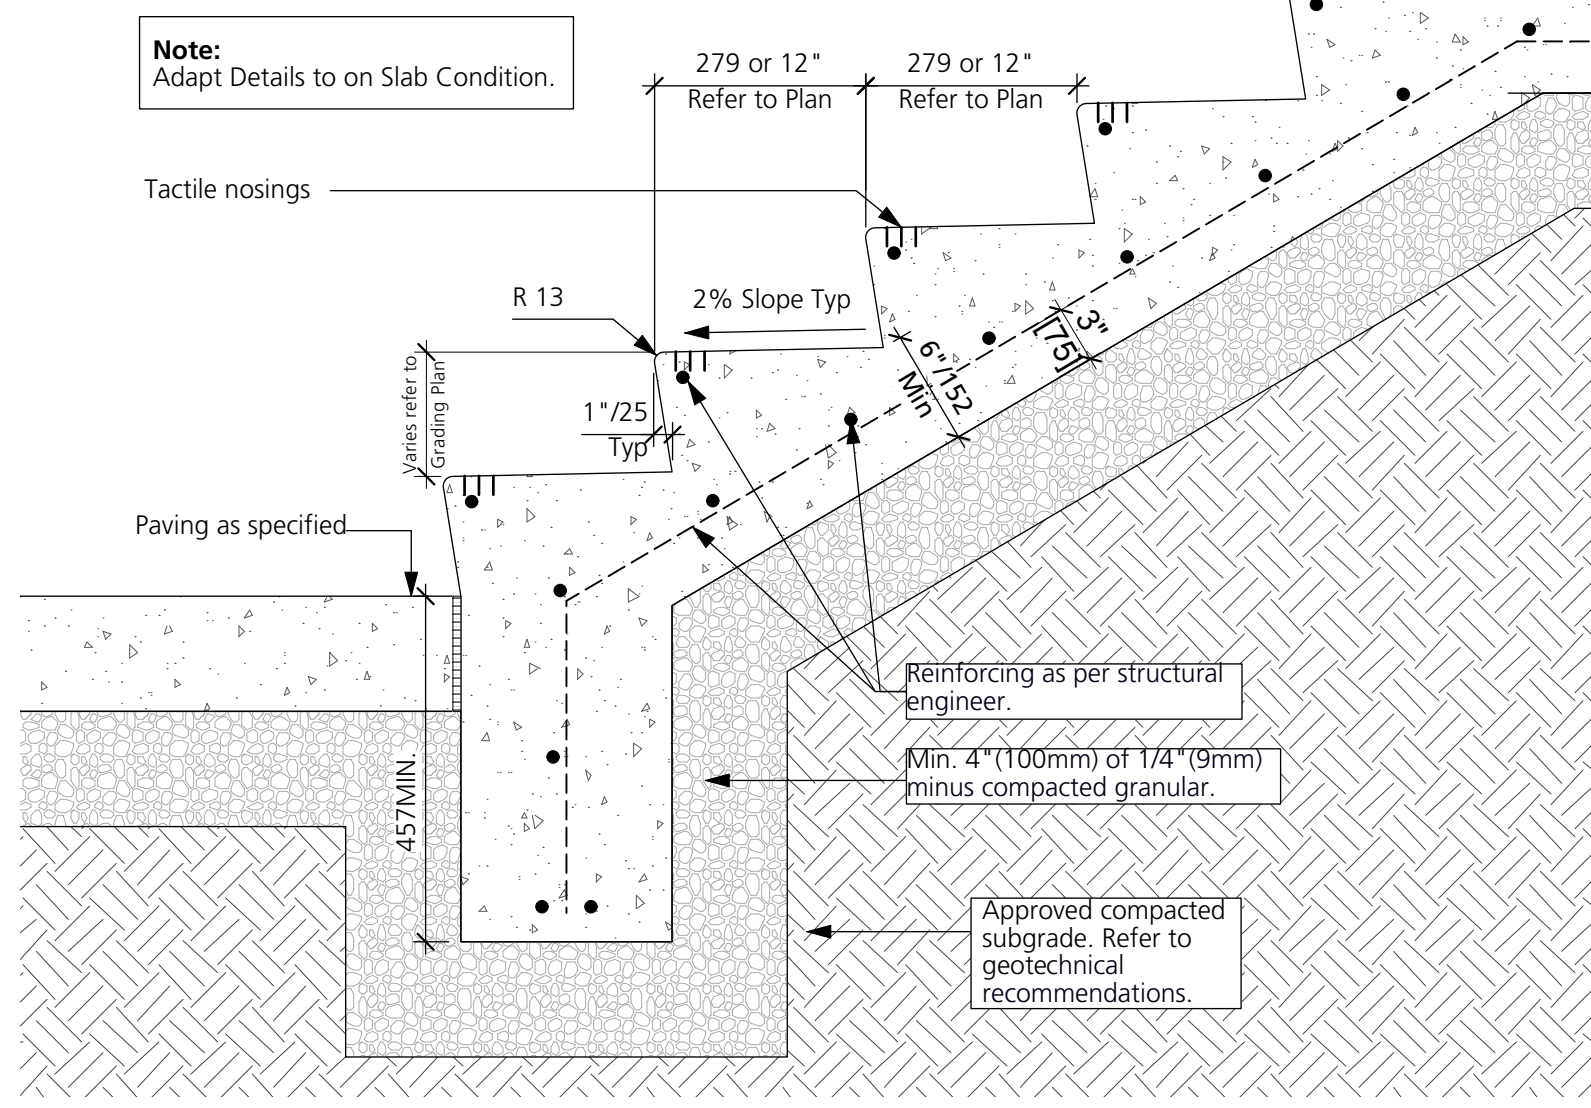 Note:
Adapt Details to on Slab Condition.
279 or 12"
Refer to Plan
279 or 12"
Refer to Plan
Tactile nosings
R 13
2% Slope Typ
Varies refer to
Grading Plan
1"/25
Typ
6"/152
Min
3"
[75]
Paving as specified
457MIN.
Reinforcing as per structural
engineer.
Min. 4"(100mm) of 1/4"(9mm)
minus compacted granular.
Approved compacted
subgrade. Refer to
geotechnical
recommendations.